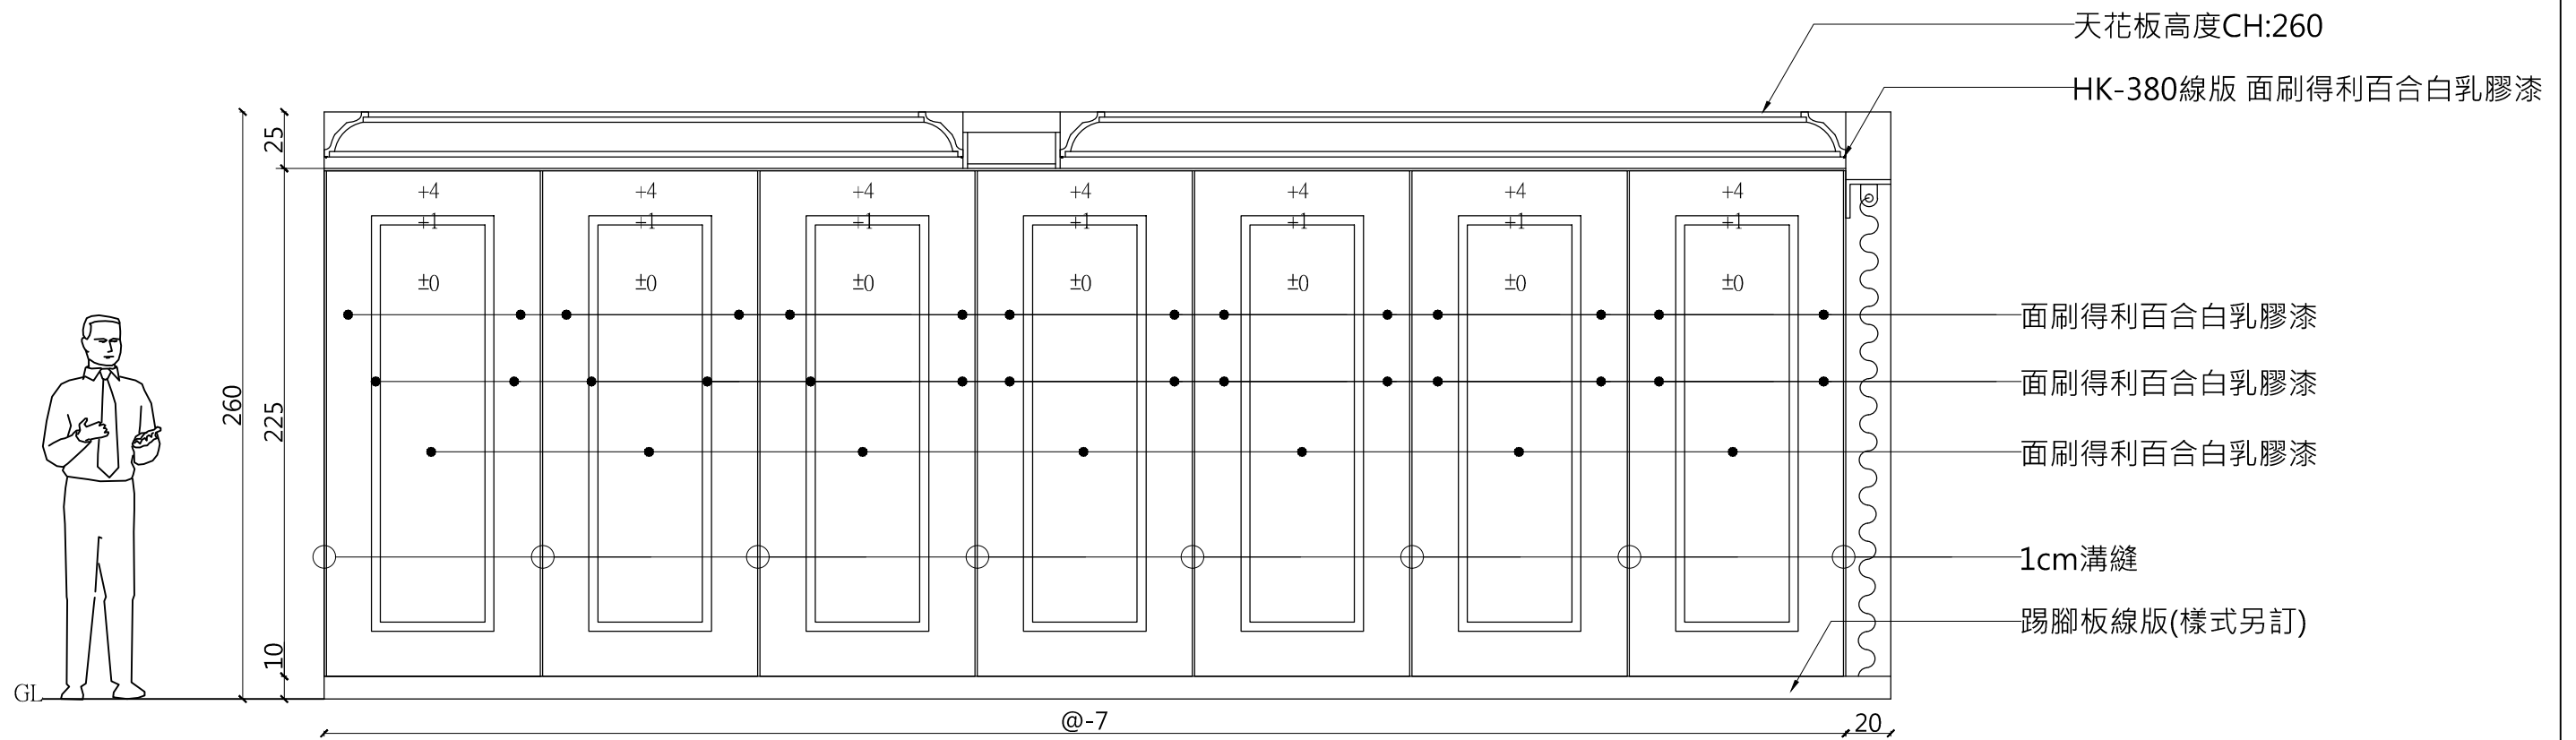 天花板高度CH:260
HK-380線版 面刷得利百合白乳膠漆
25
+4 +4 +4 +4 +4 +4 +4
+1 +1 +1 +1 +1 +1 +1
±0 ±0 ±0 ±0 ±0 ±0 ±0
面刷得利百合白乳膠漆
面刷得利百合白乳膠漆
260
225
面刷得利百合白乳膠漆
1cm溝縫
踢腳板線版(樣式另訂)
10
GL
@-7
20